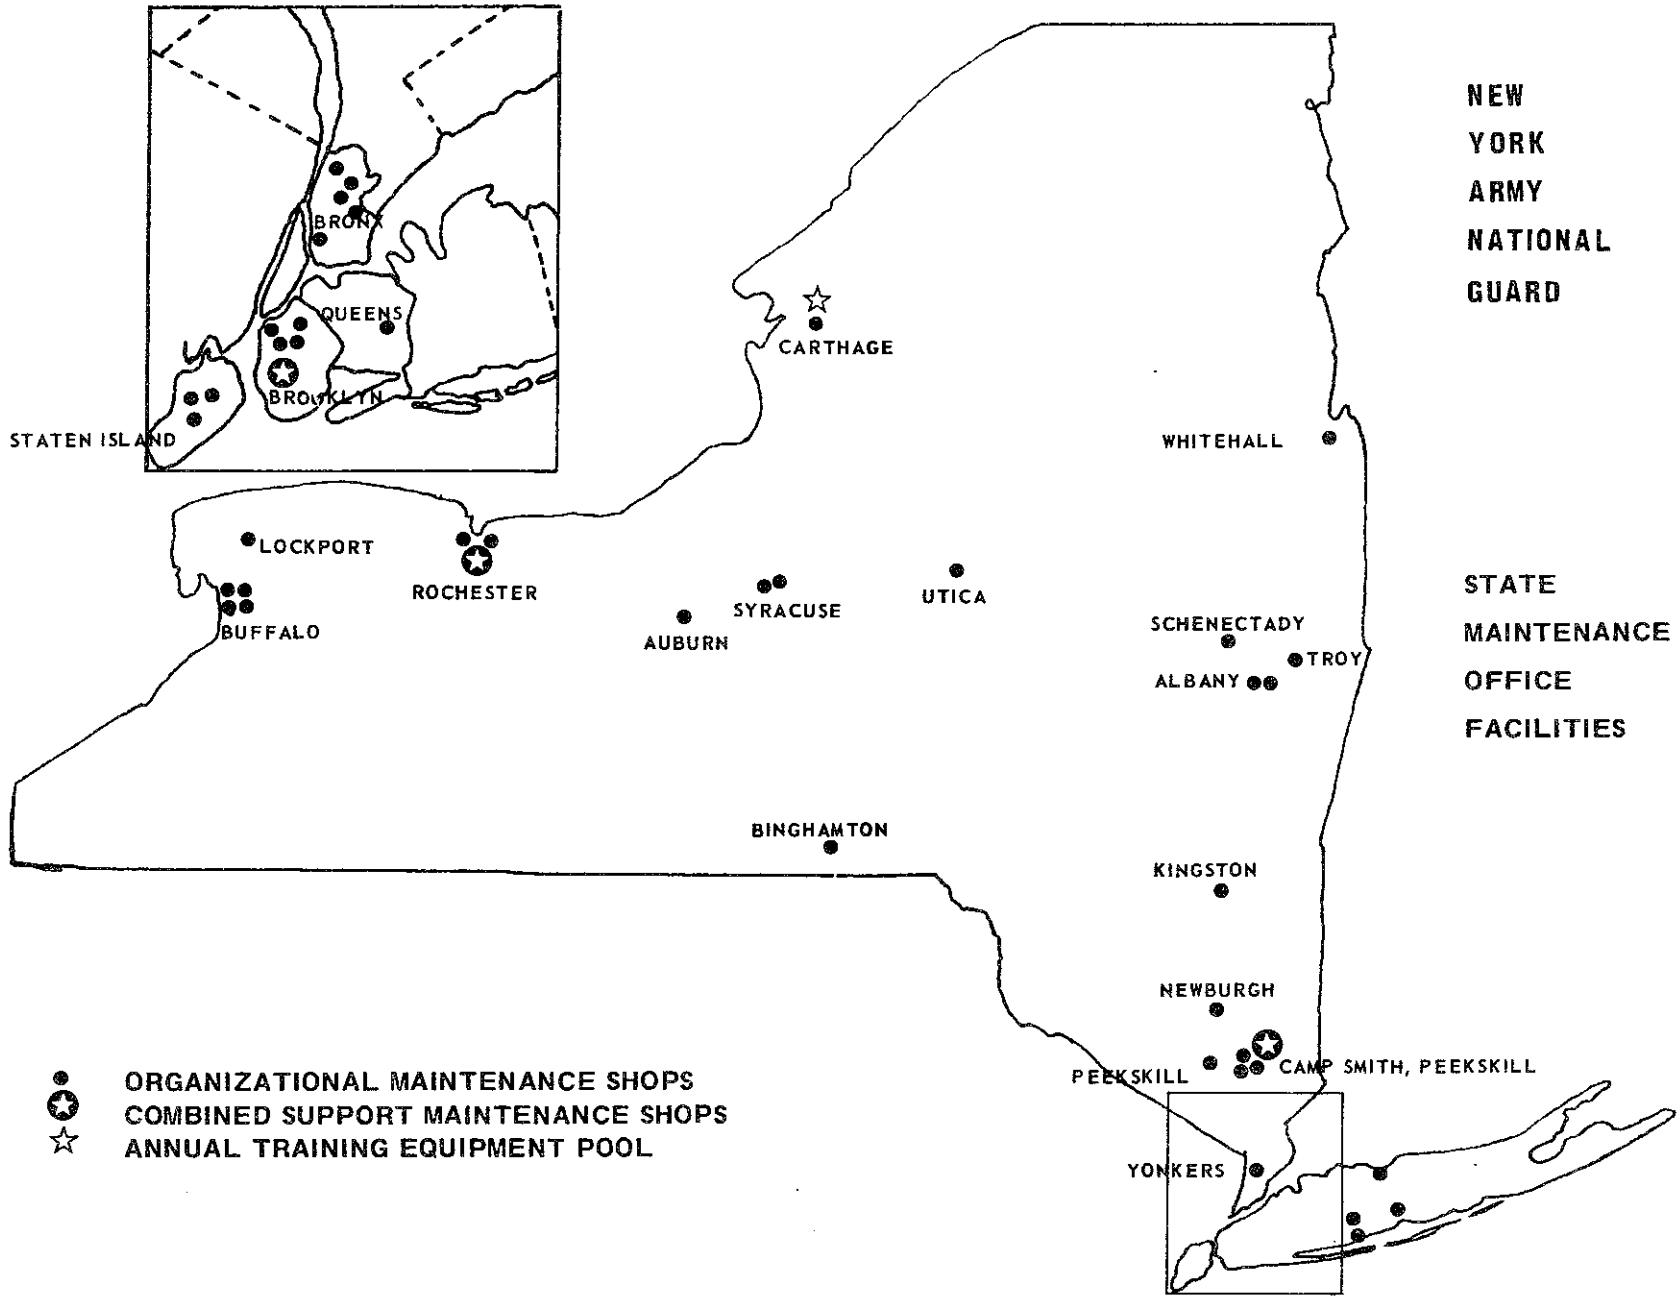 NEW
YORK
ARMY
NATIONAL
GUARD
BRONX
QUEENS
BROOKLYN
STATEN ISLAND
CARTHAGE
WHITEHALL
LOCKPORT
ROCHESTER
BUFFALO
SYRACUSE
AUBURN
UTICA
SCHENECTADY
TROY
ALBANY
STATE
MAINTENANCE
OFFICE
FACILITIES
BINGHAMTON
KINGSTON
NEWBURGH
PEEKSKILL
CAMP SMITH, PEEKSKILL
YONKERS
ORGANIZATIONAL MAINTENANCE SHOPS
COMBINED SUPPORT MAINTENANCE SHOPS
ANNUAL TRAINING EQUIPMENT POOL